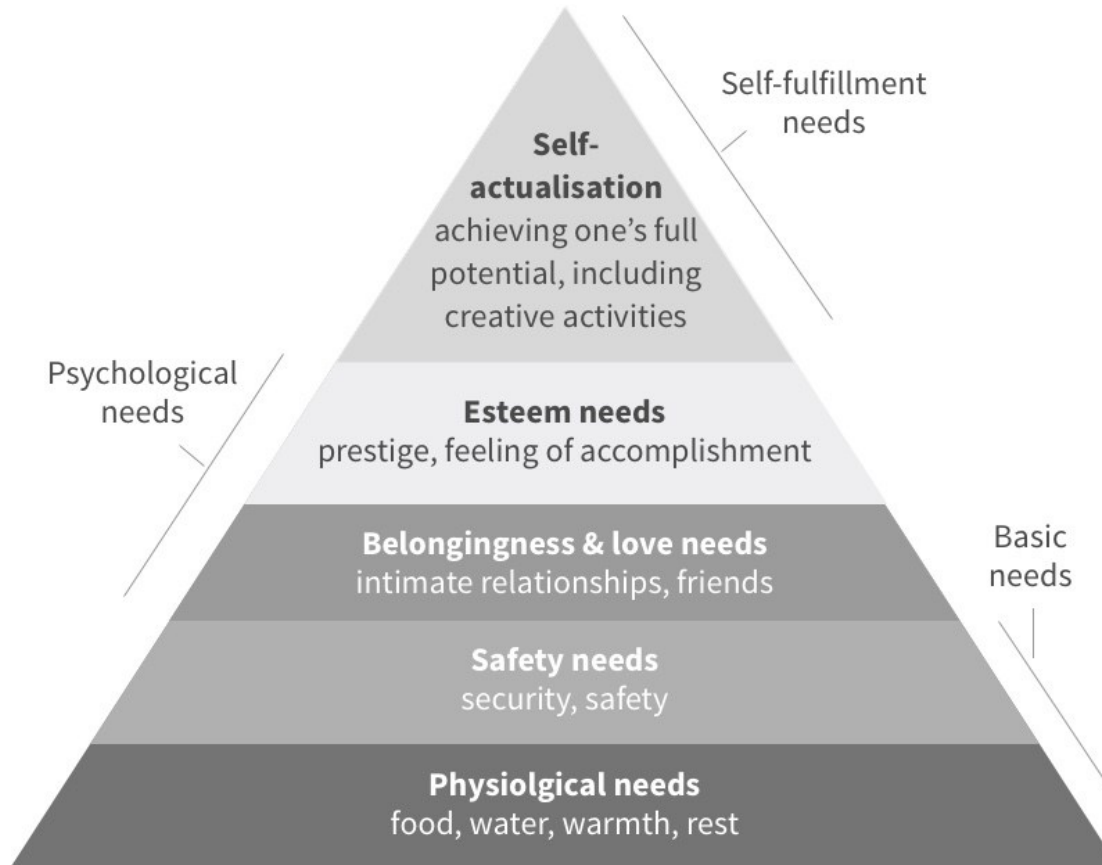 Self-fulfillment
needs
Self-
actualisation
achieving one’s full
potential, including
creative activities
Psychological
needs
Esteem needs
prestige, feeling of accomplishment
Belongingness & love needs
intimate relationships, friends
Basic
needs
Safety needs
security, safety
Physiolgical needs
food, water, warmth, rest